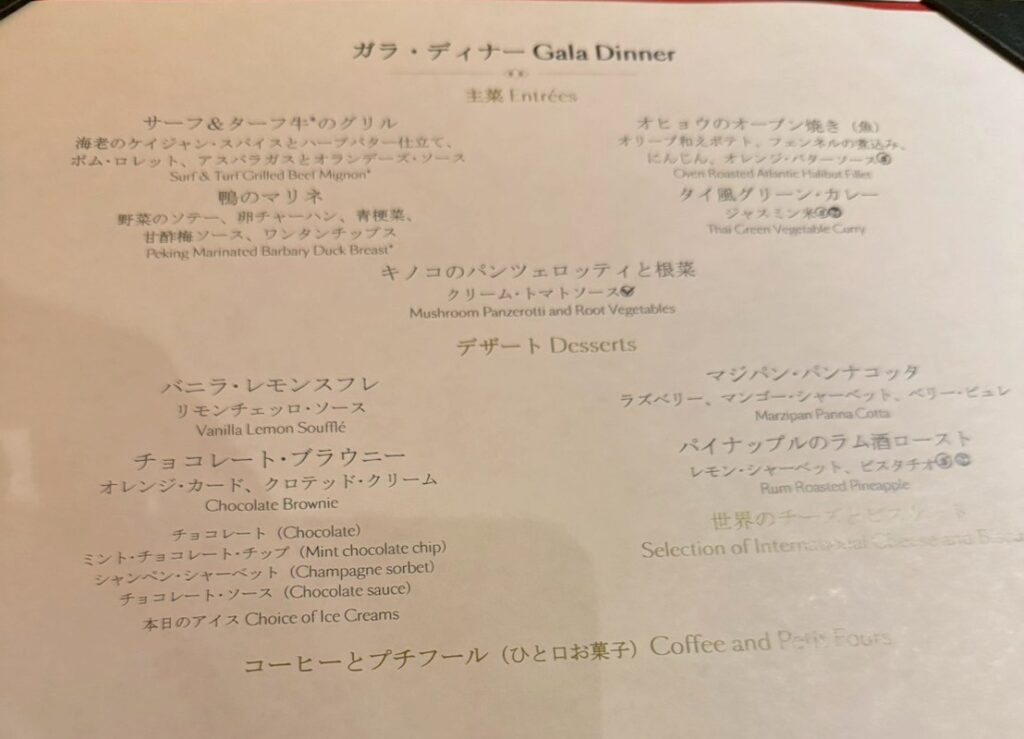 ガラ・ディナー Gala Dinner
主菜 Entrées
サーフ＆ターフ牛*のグリル
海老のケイジャン・スパイスとハーブバター仕立て、
ポム・ロレット、アスパラガスとオランデーズ・ソース
Surf & Turf Grilled Beef Mignon*
鴨のマリネ
野菜のソテー、卵チャーハン、青梗菜、
甘酢梅ソース、ワンタンチップス
Peking Marinated Barbary Duck Breast*
オヒョウのオーブン焼き（魚）
オリーブ和えポテト、フェンネルの煮込み、
にんじん、オレンジ・バターソース
Oven Roasted Atlantic Halibut Fillet
タイ風グリーン・カレー
ジャスミン米
Thai Green Vegetable Curry
キノコのパンツェロッティと根菜
クリーム・トマトソース
Mushroom Panzerotti and Root Vegetables
デザート Desserts
バニラ・レモンスフレ
リモンチェッロ・ソース
Vanilla Lemon Soufflé
チョコレート・ブラウニー
オレンジ・カード、クロテッド・クリーム
Chocolate Brownie
チョコレート（Chocolate）
ミント・チョコレート・チップ（Mint chocolate chip）
シャンペン・シャーベット（Champagne sorbet）
チョコレート・ソース（Chocolate sauce）
本日のアイス Choice of Ice Creams
マジパン・パンナコッタ
ラズベリー、マンゴー・シャーベット、ベリー・ピュレ
Marzipan Panna Cotta
パイナップルのラム酒ロースト
レモン・シャーベット、ピスタチオ
Rum Roasted Pineapple
世界のチーズとビスケット
Selection of International Cheese and
コーヒーとプチフール（ひと口お菓子）Coffee and Petit Fours